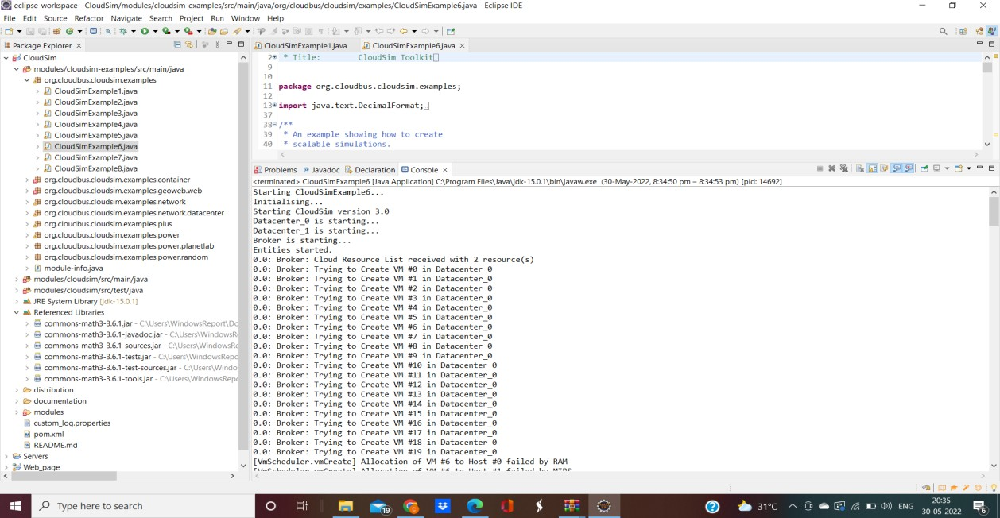 eclipse-workspace - CloudSim/modules/cloudsim-examples/src/main/java/org/cloudbus/cloudsim/examples/CloudSimExample6.java - Eclipse IDE
File Edit Source Refactor Navigate Search Project Run Window Help
Package Explorer
CloudSim
modules/cloudsim-examples/src/main/java
org.cloudbus.cloudsim.examples
CloudSimExample1.java
CloudSimExample2.java
CloudSimExample3.java
CloudSimExample4.java
CloudSimExample5.java
CloudSimExample6.java
CloudSimExample7.java
CloudSimExample8.java
org.cloudbus.cloudsim.examples.container
org.cloudbus.cloudsim.examples.geoweb.web
org.cloudbus.cloudsim.examples.network
org.cloudbus.cloudsim.examples.network.datacenter
org.cloudbus.cloudsim.examples.plus
org.cloudbus.cloudsim.examples.power
org.cloudbus.cloudsim.examples.power.planetlab
org.cloudbus.cloudsim.examples.power.random
module-info.java
modules/cloudsim/src/main/java
modules/cloudsim/src/test/java
JRE System Library [jdk-15.0.1]
Referenced Libraries
commons-math3-3.6.1.jar - C:\Users\WindowsReport\Dc
commons-math3-3.6.1-javadoc.jar - C:\Users\WindowsR
commons-math3-3.6.1-sources.jar - C:\Users\WindowsRe
commons-math3-3.6.1-tests.jar - C:\Users\WindowsRepc
commons-math3-3.6.1-test-sources.jar - C:\Users\Windo
commons-math3-3.6.1-tools.jar - C:\Users\WindowsRepo
distribution
documentation
modules
custom_log.properties
pom.xml
README.md
Servers
Web_page
CloudSimExample1.java CloudSimExample6.java
2 * Title: CloudSim Toolkit
9
10
11 package org.cloudbus.cloudsim.examples;
12
13 import java.text.DecimalFormat;
37
38 /**
39 * An example showing how to create
40 * scalable simulations.
Problems @ Javadoc Declaration Console
<terminated> CloudSimExample6 [Java Application] C:\Program Files\Java\jdk-15.0.1\bin\javaw.exe (30-May-2022, 8:34:50 pm – 8:34:53 pm) [pid: 14692]
Starting CloudSimExample6...
Initialising...
Starting CloudSim version 3.0
Datacenter_0 is starting...
Datacenter_1 is starting...
Broker is starting...
Entities started.
0.0: Broker: Cloud Resource List received with 2 resource(s)
0.0: Broker: Trying to Create VM #0 in Datacenter_0
0.0: Broker: Trying to Create VM #1 in Datacenter_0
0.0: Broker: Trying to Create VM #2 in Datacenter_0
0.0: Broker: Trying to Create VM #3 in Datacenter_0
0.0: Broker: Trying to Create VM #4 in Datacenter_0
0.0: Broker: Trying to Create VM #5 in Datacenter_0
0.0: Broker: Trying to Create VM #6 in Datacenter_0
0.0: Broker: Trying to Create VM #7 in Datacenter_0
0.0: Broker: Trying to Create VM #8 in Datacenter_0
0.0: Broker: Trying to Create VM #9 in Datacenter_0
0.0: Broker: Trying to Create VM #10 in Datacenter_0
0.0: Broker: Trying to Create VM #11 in Datacenter_0
0.0: Broker: Trying to Create VM #12 in Datacenter_0
0.0: Broker: Trying to Create VM #13 in Datacenter_0
0.0: Broker: Trying to Create VM #14 in Datacenter_0
0.0: Broker: Trying to Create VM #15 in Datacenter_0
0.0: Broker: Trying to Create VM #16 in Datacenter_0
0.0: Broker: Trying to Create VM #17 in Datacenter_0
0.0: Broker: Trying to Create VM #18 in Datacenter_0
0.0: Broker: Trying to Create VM #19 in Datacenter_0
[VmScheduler.vmCreate] Allocation of VM #6 to Host #0 failed by RAM
[VmScheduler.vmCreate] Allocation of VM #6 to Host #1 failed by MIPS
Type here to search
19
31°C
ENG
20:35
30-05-2022
6